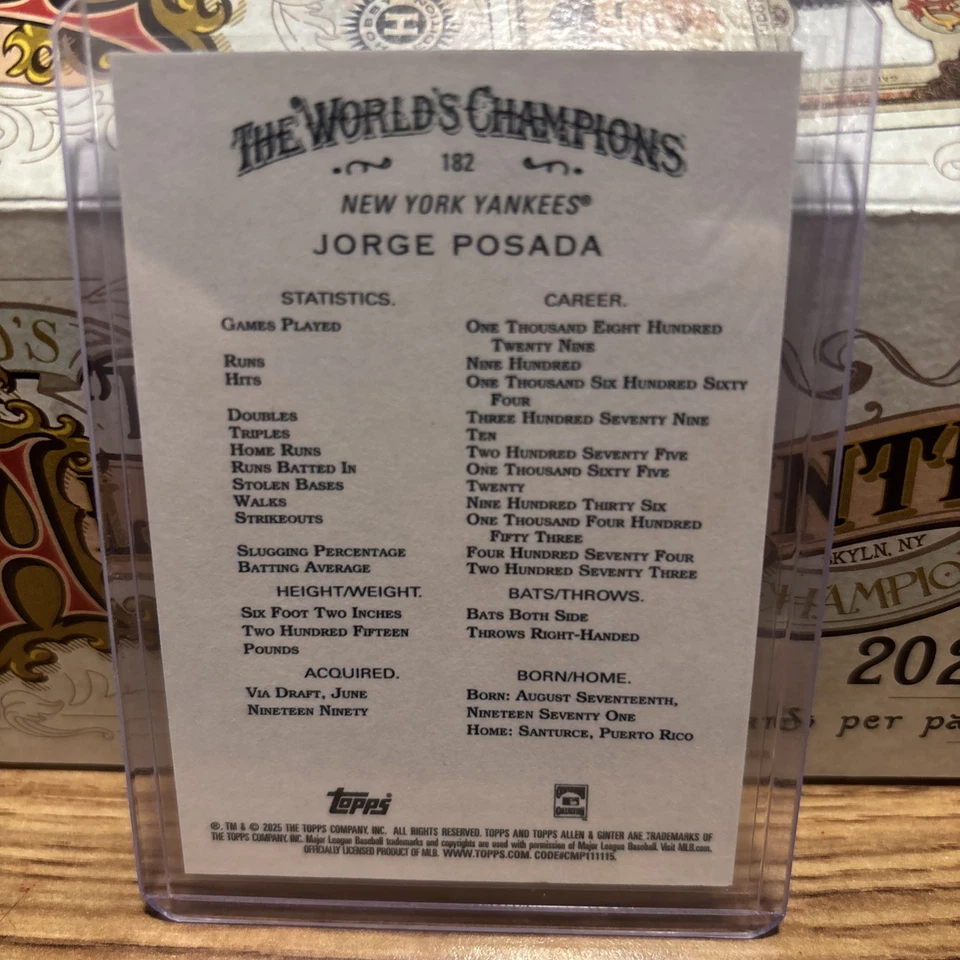 THE WORLD'S CHAMPIONS
182
NEW YORK YANKEES®
JORGE POSADA
STATISTICS. CAREER.
GAMES PLAYED ONE THOUSAND EIGHT HUNDRED
TWENTY NINE
RUNS NINE HUNDRED
HITS ONE THOUSAND SIX HUNDRED SIXTY
FOUR
DOUBLES THREE HUNDRED SEVENTY NINE
TRIPLES TEN
HOME RUNS TWO HUNDRED SEVENTY FIVE
RUNS BATTED IN ONE THOUSAND SIXTY FIVE
STOLEN BASES TWENTY
WALKS NINE HUNDRED THIRTY SIX
STRIKEOUTS ONE THOUSAND FOUR HUNDRED
FIFTY THREE
SLUGGING PERCENTAGE FOUR HUNDRED SEVENTY FOUR
BATTING AVERAGE TWO HUNDRED SEVENTY THREE
HEIGHT/WEIGHT. BATS/THROWS.
SIX FOOT TWO INCHES BATS BOTH SIDE
TWO HUNDRED FIFTEEN THROWS RIGHT-HANDED
POUNDS
ACQUIRED. BORN/HOME.
VIA DRAFT, JUNE BORN: AUGUST SEVENTEENTH,
NINETEEN NINETY NINETEEN SEVENTY ONE
HOME: SANTURCE, PUERTO RICO
Topps
®, TM & © 2025 THE TOPPS COMPANY, INC. ALL RIGHTS RESERVED. TOPPS AND TOPPS ALLEN & GINTER ARE TRADEMARKS OF
THE TOPPS COMPANY, INC. Major League Baseball trademarks and copyrights are used with permission of Major League Baseball. Visit MLB.com.
OFFICIALLY LICENSED PRODUCT OF MLB. WWW.TOPPS.COM. CODE#CMP111115.
H
D'S
NTE
KLYN, NY
HAMPIO
202
per pa